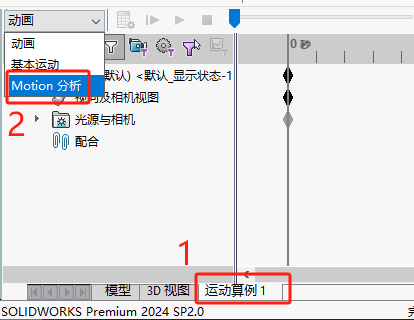 动画
0 秒
动画
基本运动
Motion 分析
默认) <默认_显示状态-1
视向及相机视图
光源与相机
配合
2
1
模型
3D 视图
运动算例 1
SOLIDWORKS Premium 2024 SP2.0